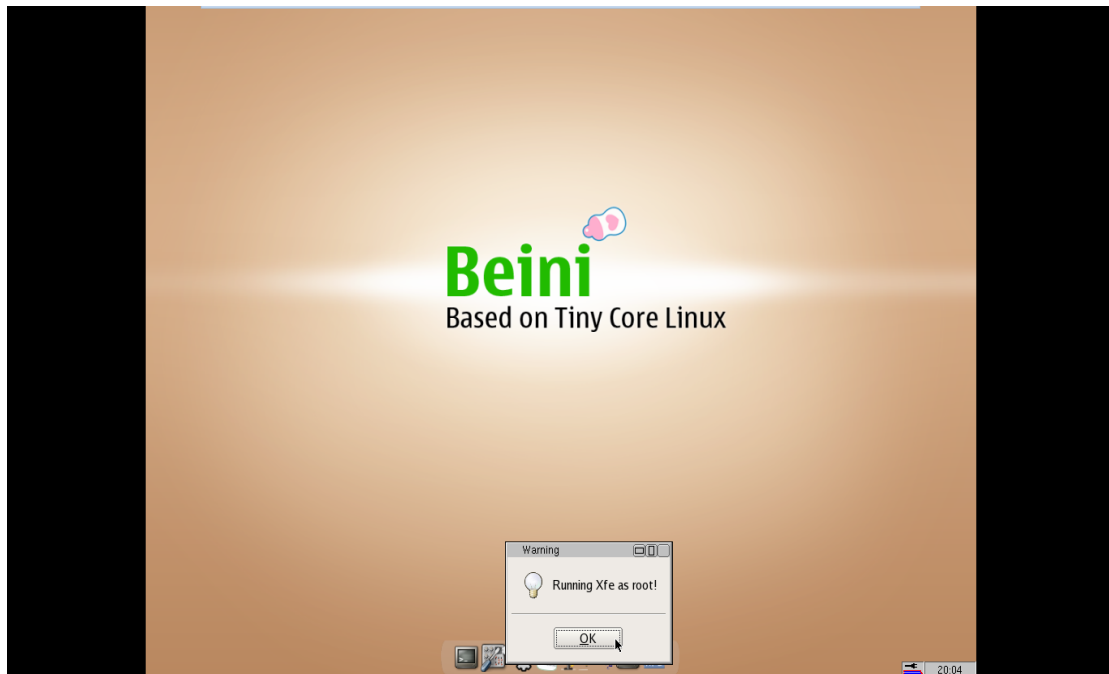 Beini
Based on Tiny Core Linux
Warning
Running Xfe as root!
OK
20:04